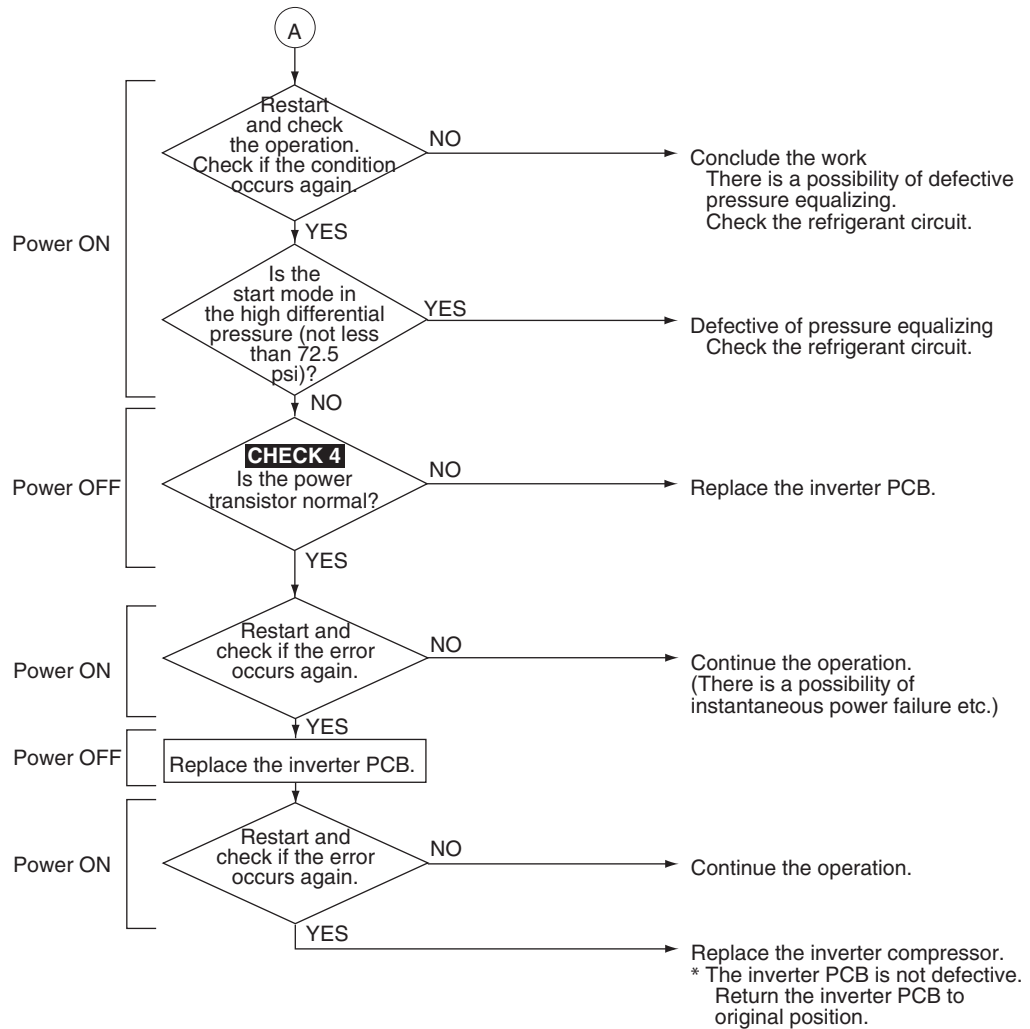 A
Restart
and check
the operation.
Check if the condition
occurs again.
NO
Conclude the work
There is a possibility of defective
pressure equalizing.
Check the refrigerant circuit.
Power ON
YES
Is the
start mode in
the high differential
pressure (not less
than 72.5
psi)?
YES
Defective of pressure equalizing
Check the refrigerant circuit.
NO
Power OFF
CHECK 4
Is the power
transistor normal?
NO
Replace the inverter PCB.
YES
Power ON
Restart and
check if the error
occurs again.
NO
Continue the operation.
(There is a possibility of
instantaneous power failure etc.)
YES
Power OFF
Replace the inverter PCB.
Power ON
Restart and
check if the error
occurs again.
NO
Continue the operation.
YES
Replace the inverter compressor.
* The inverter PCB is not defective.
Return the inverter PCB to
original position.